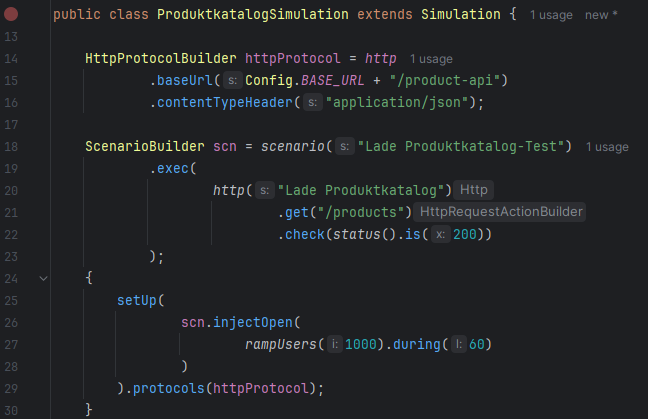 public class ProduktkatalogSimulation extends Simulation { 1 usage new *
13
14 HttpProtocolBuilder httpProtocol = http 1 usage
15 .baseUrl( s: Config.BASE_URL + "/product-api")
16 .contentTypeHeader( s: "application/json");
17
18 ScenarioBuilder scn = scenario( s: "Lade Produktkatalog-Test") 1 usage
19 .exec(
20 http( s: "Lade Produktkatalog") Http
21 .get("/products") HttpRequestActionBuilder
22 .check(status().is( x: 200))
23 );
24 {
25 setUp(
26 scn.injectOpen(
27 rampUsers( i: 1000).during( l: 60)
28 )
29 ).protocols(httpProtocol);
30 }